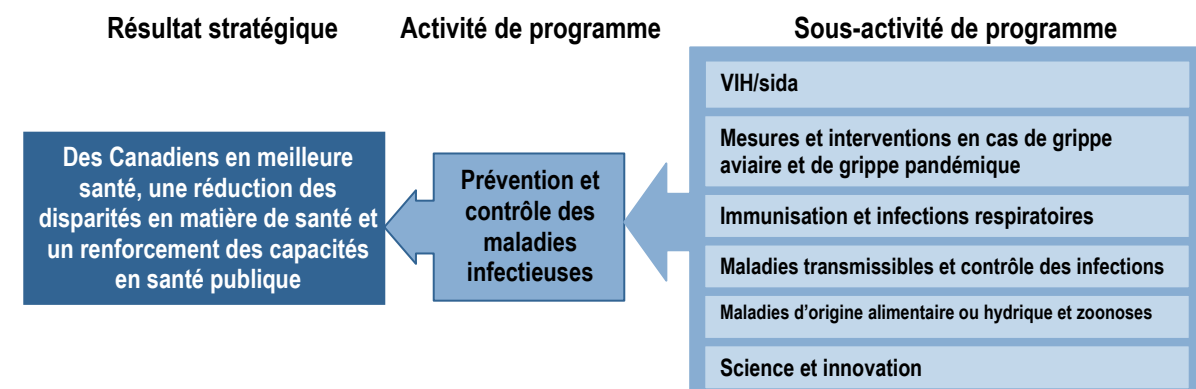 Résultat stratégique
Activité de programme
Sous-activité de programme
Des Canadiens en meilleure
santé, une réduction des
disparités en matière de santé et
un renforcement des capacités
en santé publique
Prévention et
contrôle des
maladies
infectieuses
VIH/sida
Mesures et interventions en cas de grippe
aviaire et de grippe pandémique
Immunisation et infections respiratoires
Maladies transmissibles et contrôle des infections
Maladies d’origine alimentaire ou hydrique et zoonoses
Science et innovation